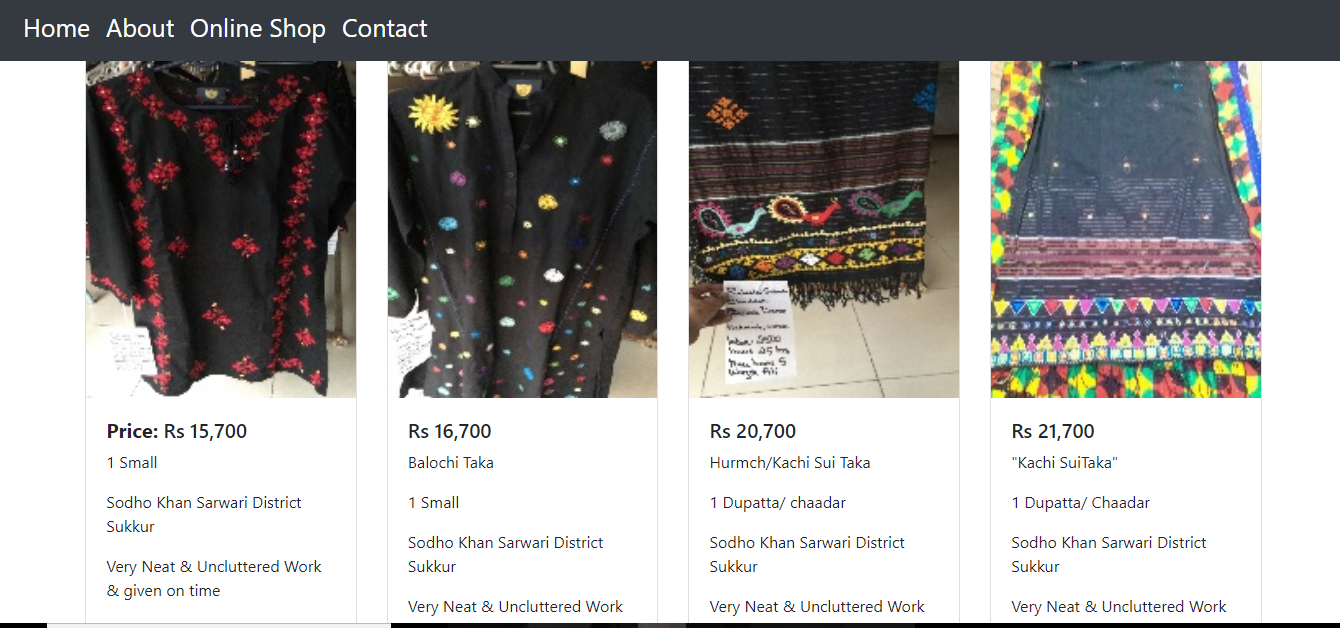 Home About Online Shop Contact
Price: Rs 15,700
1 Small
Sodho Khan Sarwari District
Sukkur
Very Neat & Uncluttered Work
& given on time
Rs 16,700
Balochi Taka
1 Small
Sodho Khan Sarwari District
Sukkur
Very Neat & Uncluttered Work
Rs 20,700
Hurmch/Kachi Sui Taka
1 Dupatta/ chaadar
Sodho Khan Sarwari District
Sukkur
Very Neat & Uncluttered Work
Rs 21,700
"Kachi SuiTaka"
1 Dupatta/ Chaadar
Sodho Khan Sarwari District
Sukkur
Very Neat & Uncluttered Work